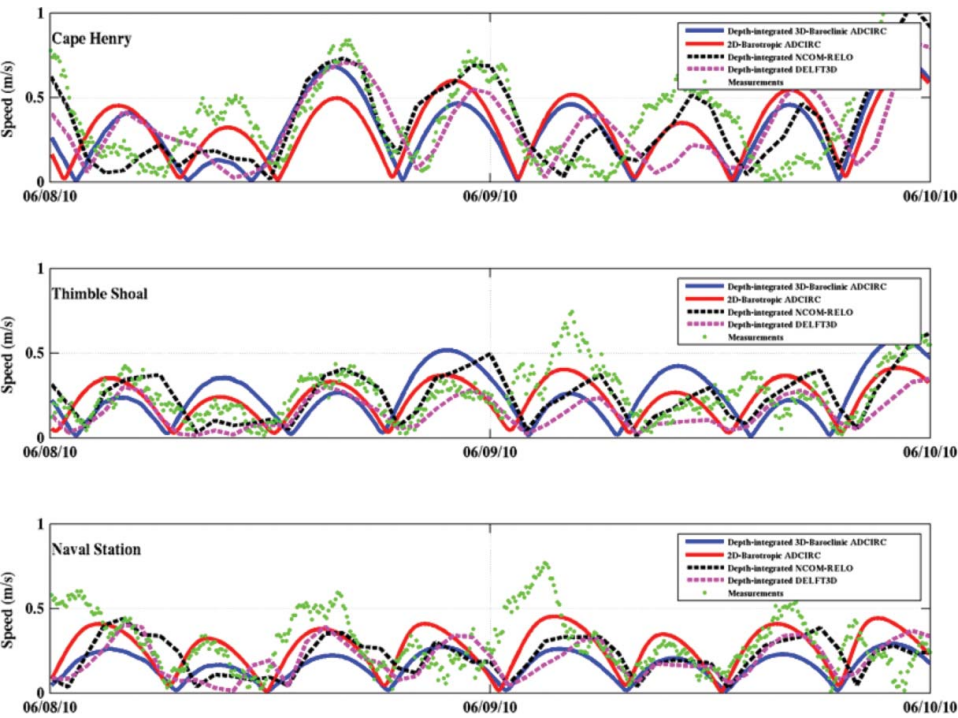 Cape Henry
Speed (m/s)
1
0.5
0
Depth-integrated 3D-Baroclinic ADCIRC
2D-Barotropic ADCIRC
Depth-integrated NCOM-RELO
Depth-integrated DELFT3D
Measurements
06/08/10 06/09/10 06/10/10
Thimble Shoal
Speed (m/s)
1
0.5
0
Depth-integrated 3D-Baroclinic ADCIRC
2D-Barotropic ADCIRC
Depth-integrated NCOM-RELO
Depth-integrated DELFT3D
Measurements
06/08/10 06/09/10 06/10/10
Naval Station
Speed (m/s)
1
0.5
0
Depth-integrated 3D-Baroclinic ADCIRC
2D-Barotropic ADCIRC
Depth-integrated NCOM-RELO
Depth-integrated DELFT3D
Measurements
06/08/10 06/09/10 06/10/10